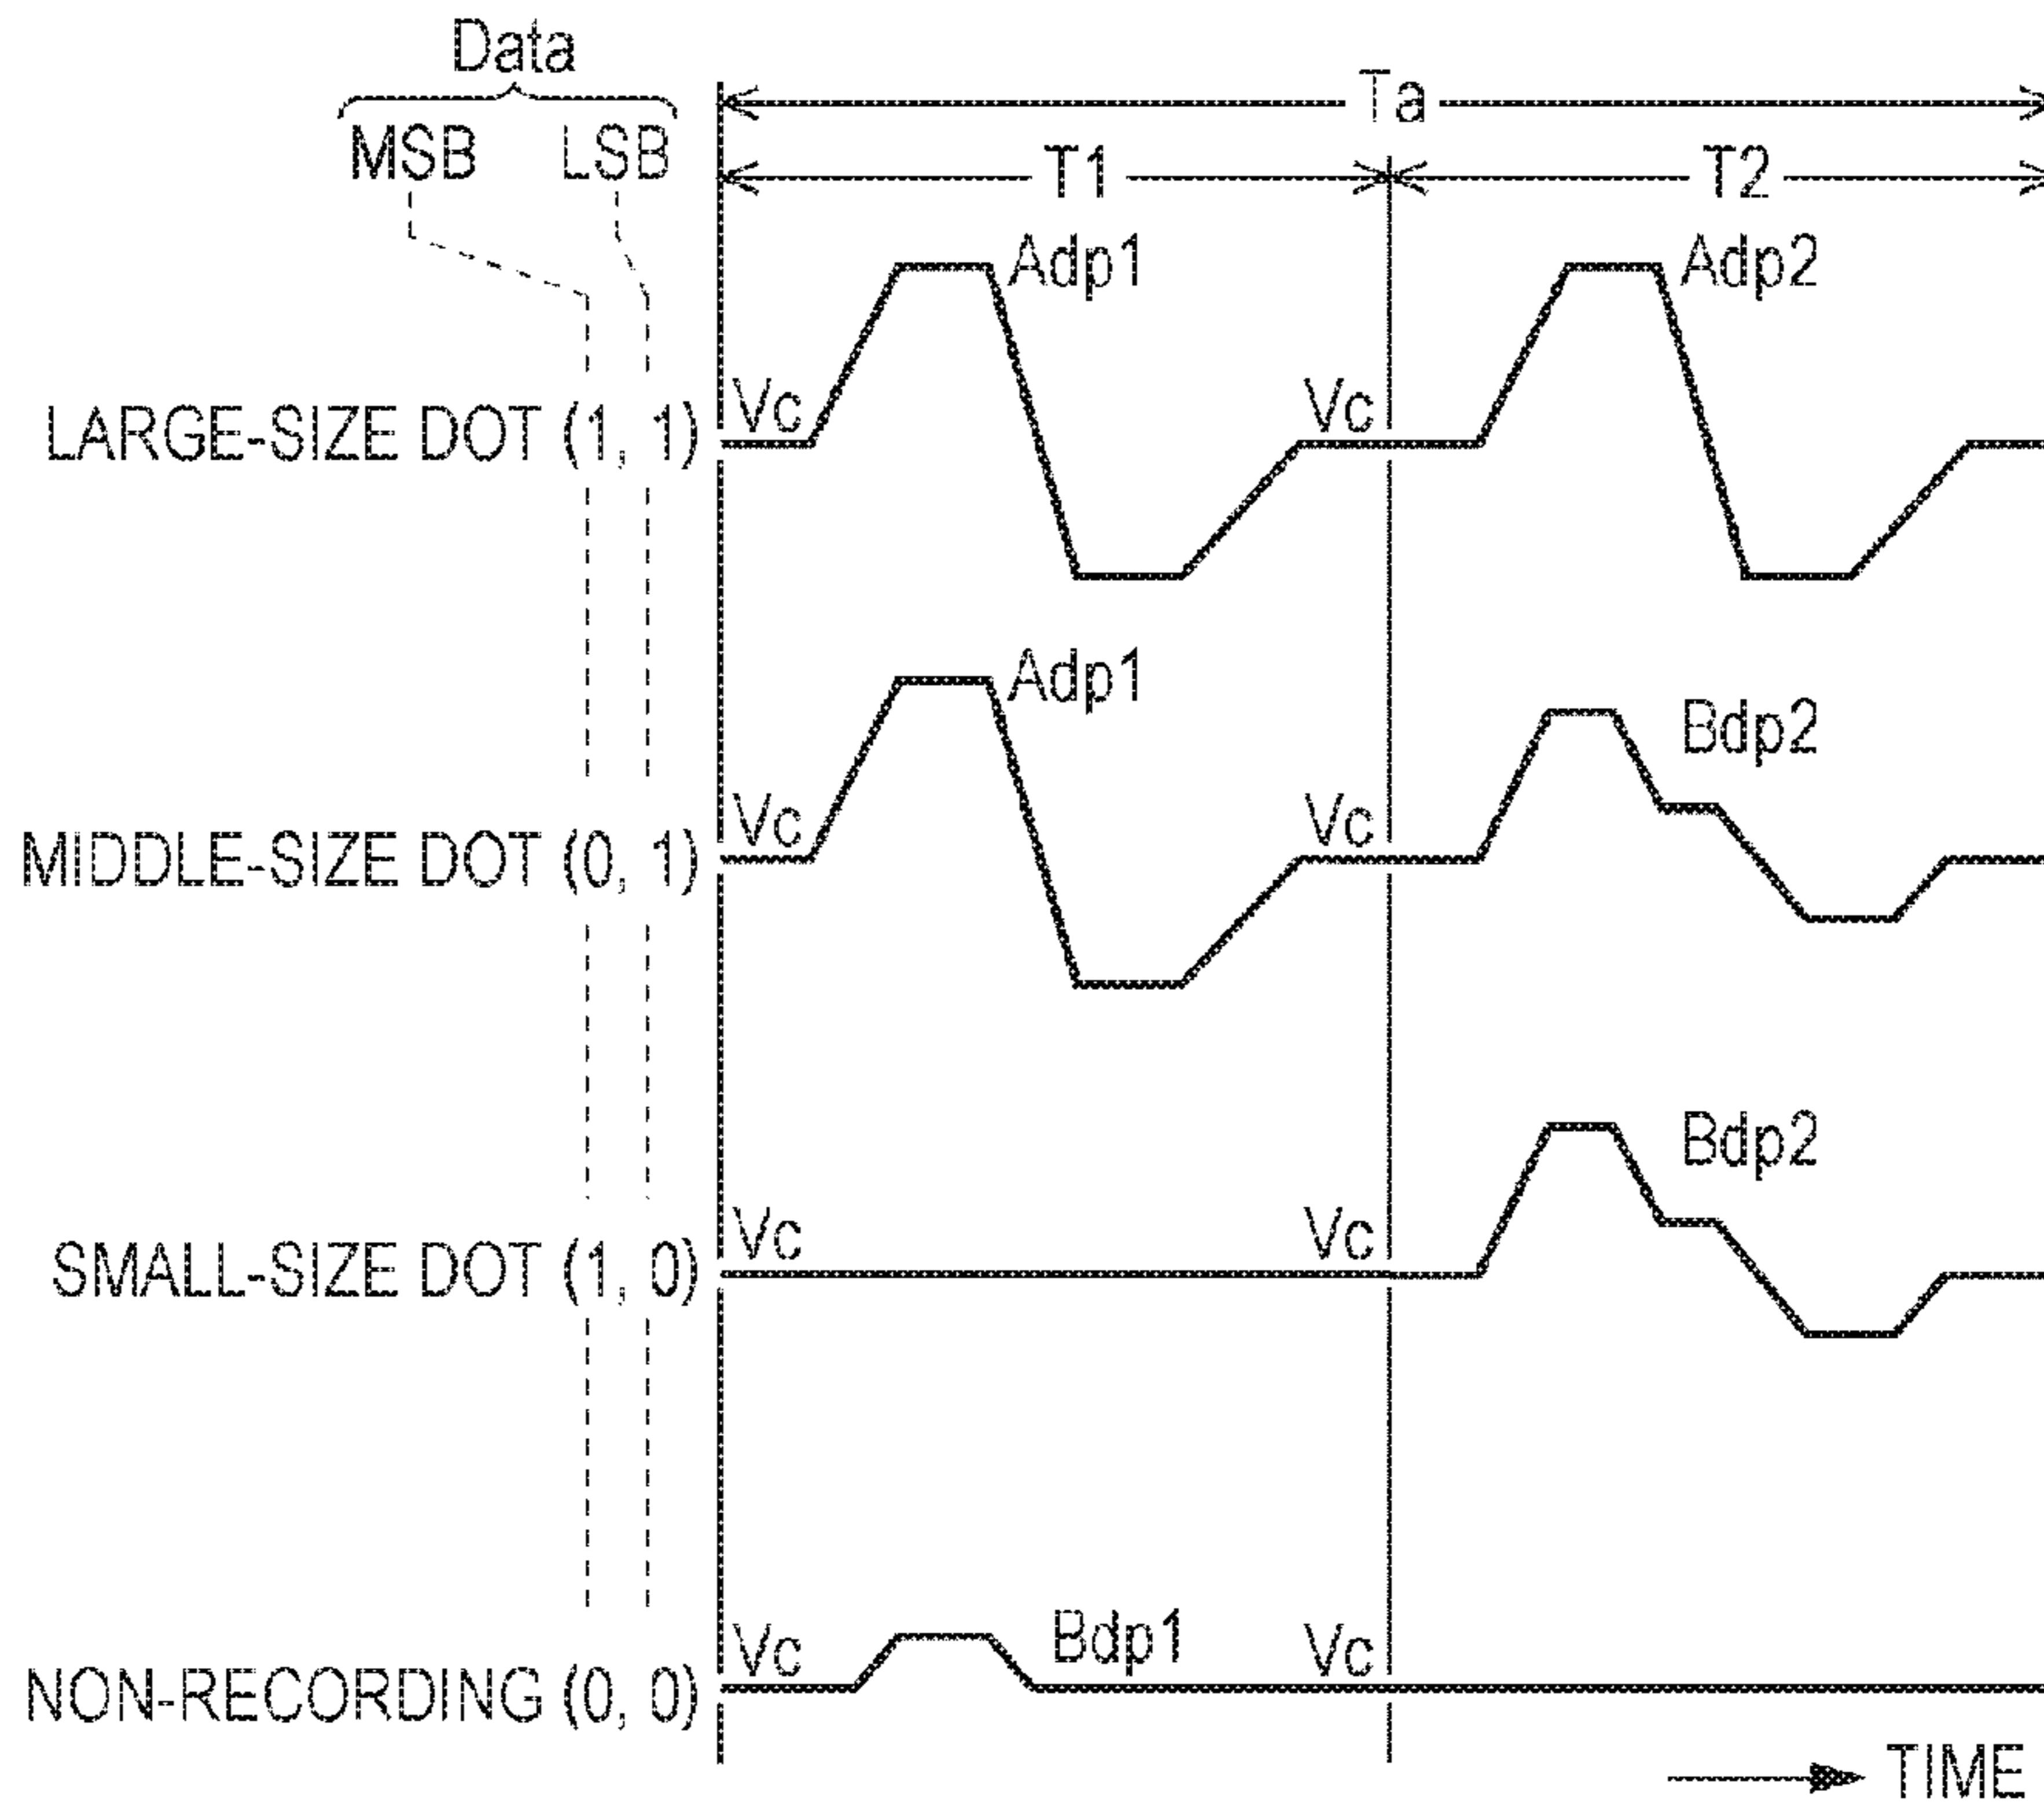 Data
MSB LSB
Ta
T1 T2
Adp1 Adp2
LARGE-SIZE DOT (1, 1) Vc Vc
Adp1 Bdp2
MIDDLE-SIZE DOT (0, 1) Vc Vc
Bdp2
SMALL-SIZE DOT (1, 0) Vc Vc
NON-RECORDING (0, 0) Vc Bdp1 Vc
TIME